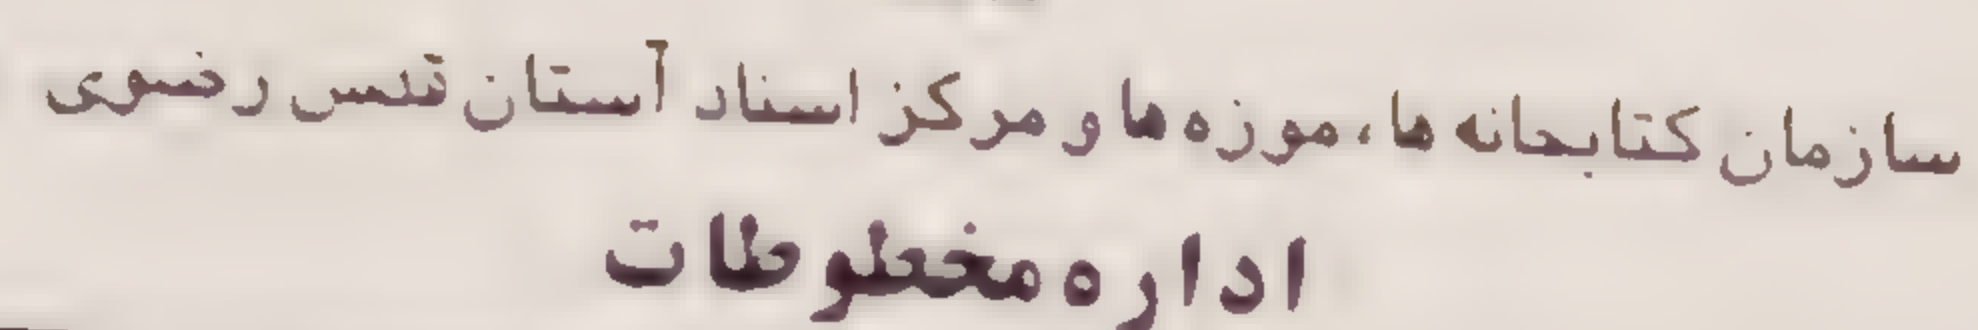 سازمان کتابخانه ها، موزه ها و مرکز اسناد آستان قدس رضوی
اداره مخطوطات